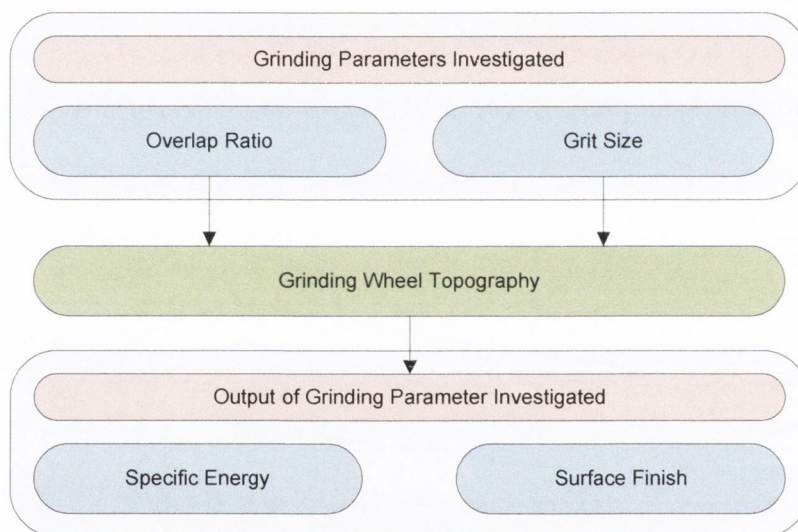 Grinding Parameters Investigated
Overlap Ratio
Grit Size
Grinding Wheel Topography
Output of Grinding Parameter Investigated
Specific Energy
Surface Finish